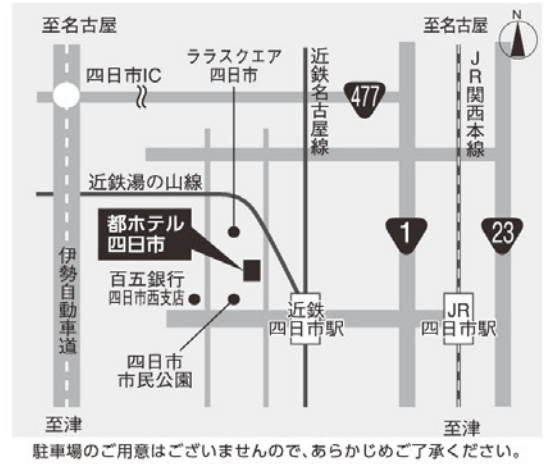 至名古屋
至名古屋
N
ララスクエア
四日市
四日市IC
477
近鉄名古屋線
JR関西本線
近鉄湯の山線
都ホテル
四日市
1
23
伊勢自動車道
百五銀行
四日市西支店
近鉄
四日市駅
JR
四日市駅
四日市
市民公園
至津
至津
駐車場のご用意はございませんので、あらかじめご了承ください。